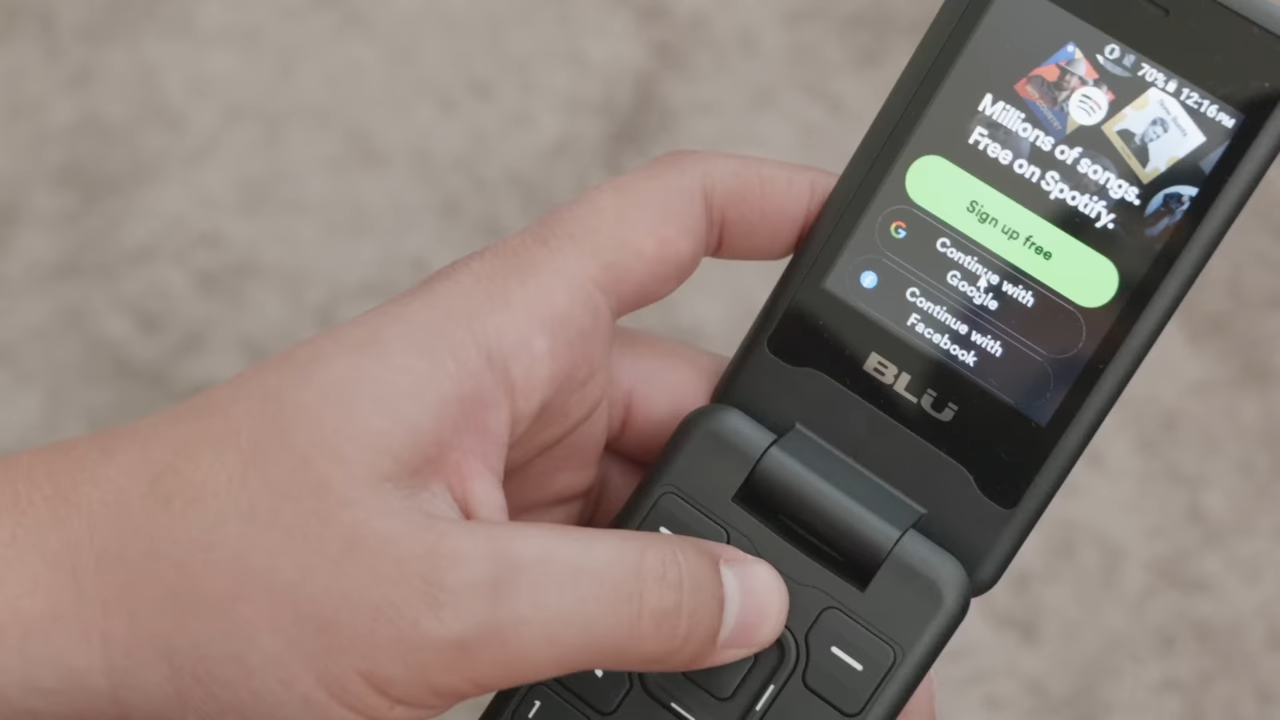 70% 12:16 PM
Millions of songs.
Free on Spotify.
Sign up free
Continue with
Google
Continue with
Facebook
BLU
1